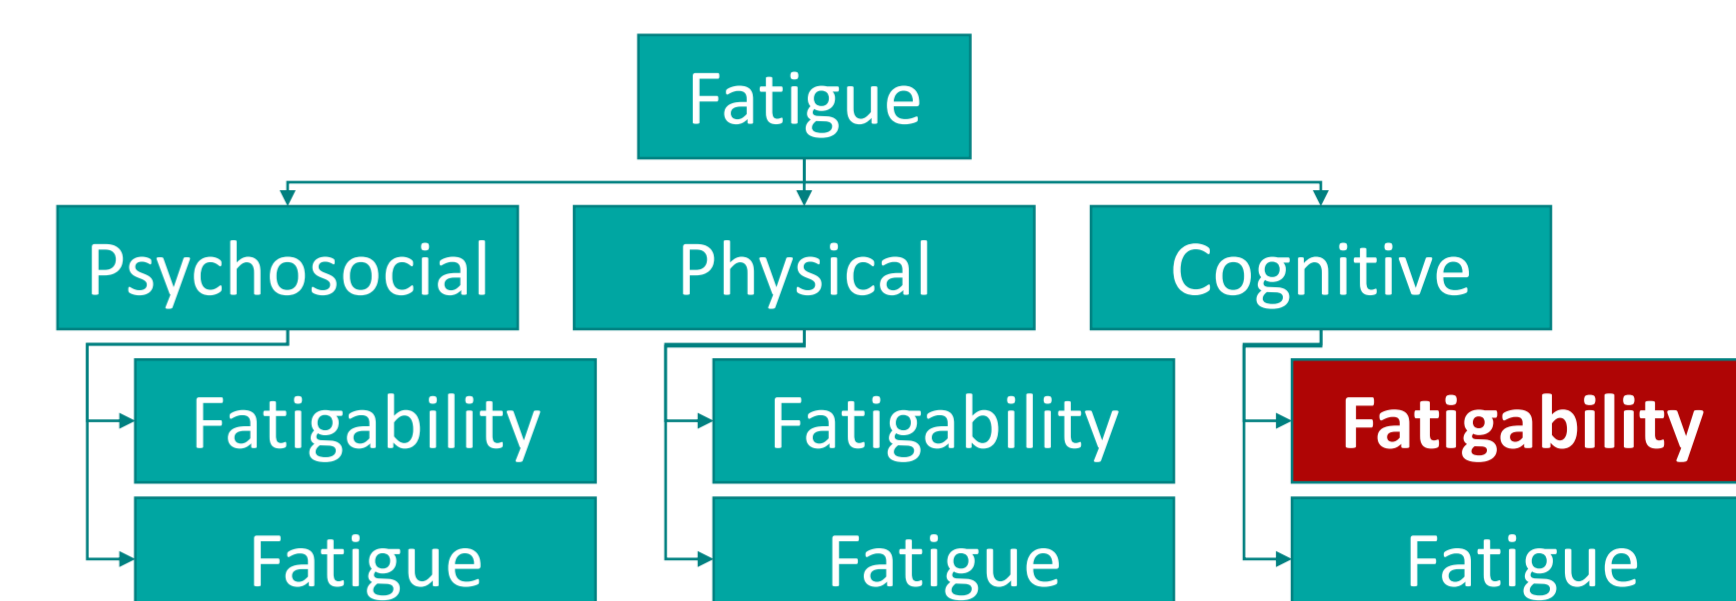 Fatigue
Psychosocial
Physical
Cognitive
Fatigability
Fatigability
Fatigability
Fatigue
Fatigue
Fatigue